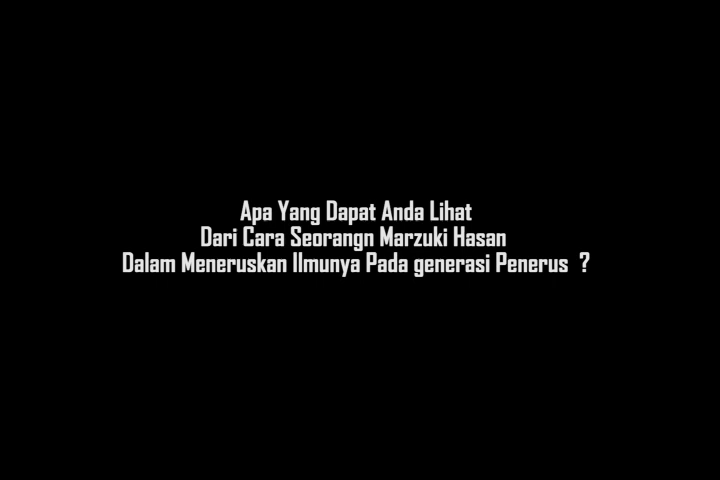 Apa Yang Dapat Anda Lihat
Dari Cara Seorangn Marzuki Hasan
Dalam Meneruskan Ilmunya Pada generasi Penerus ?